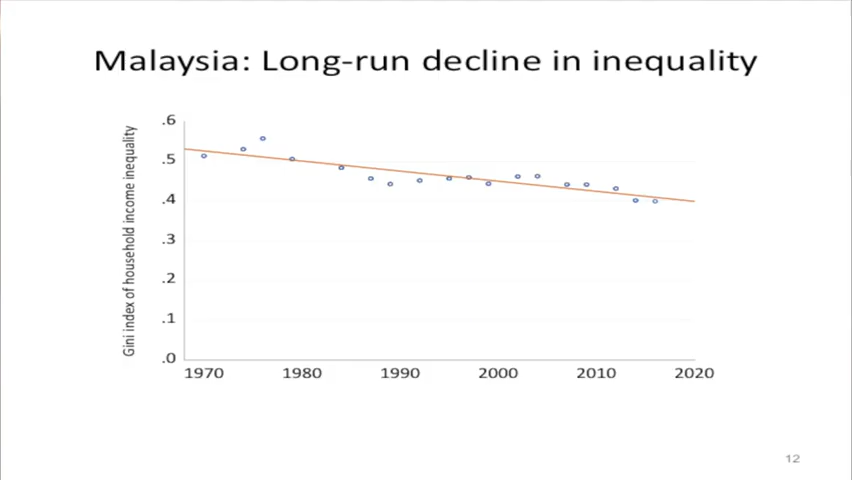 Malaysia: Long-run decline in inequality
Gini index of household income inequality
.6
.5
.4
.3
.2
.1
.0
1970 1980 1990 2000 2010 2020
12